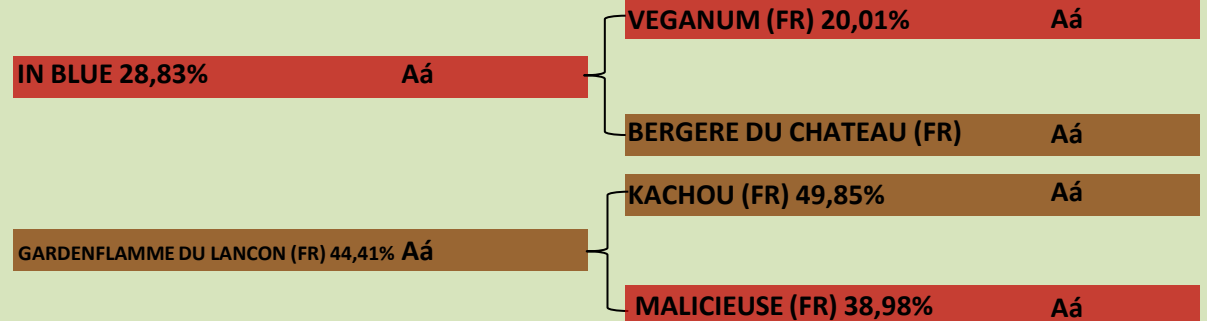 VEGANUM (FR) 20,01% Aá
IN BLUE 28,83% Aá
BERGERE DU CHATEAU (FR) Aá
KACHOU (FR) 49,85% Aá
GARDENFLAMME DU LANCON (FR) 44,41% Aá
MALICIEUSE (FR) 38,98% Aá